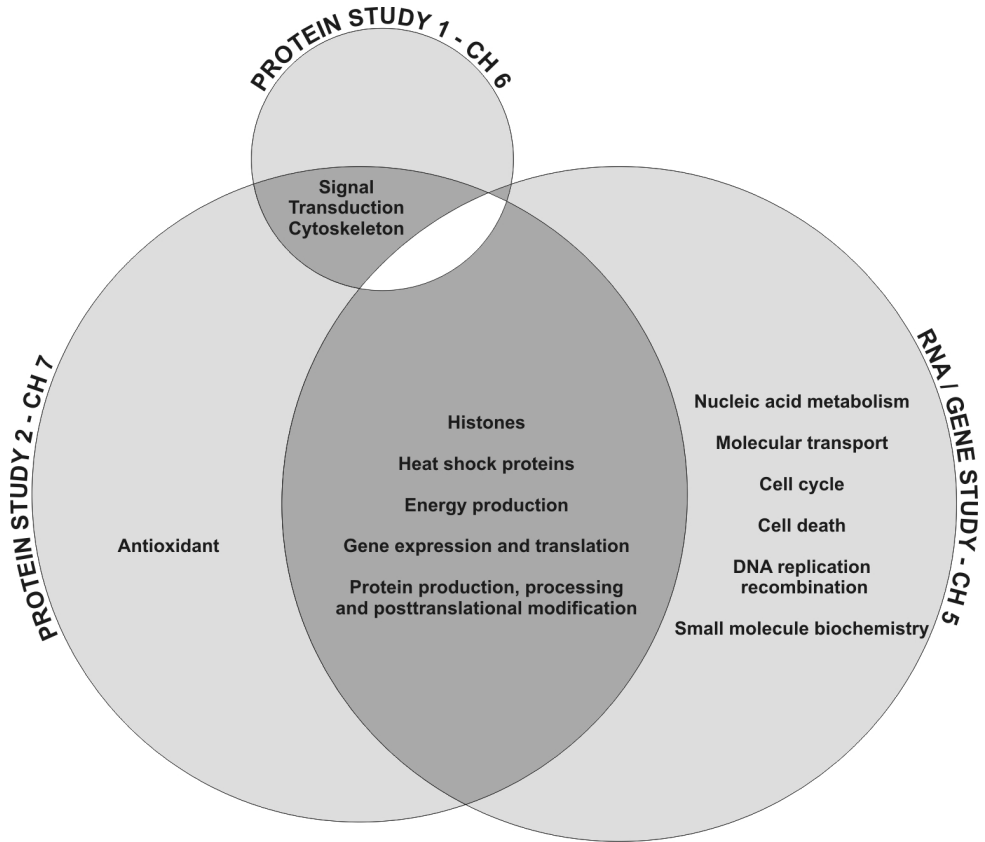 PROTEIN STUDY 1 - CH 6
Signal
Transduction
Cytoskeleton
PROTEIN STUDY 2 - CH 7
Antioxidant
Histones
Heat shock proteins
Energy production
Gene expression and translation
Protein production, processing
and posttranslational modification
RNA / GENE STUDY - CH 5
Nucleic acid metabolism
Molecular transport
Cell cycle
Cell death
DNA replication
recombination
Small molecule biochemistry